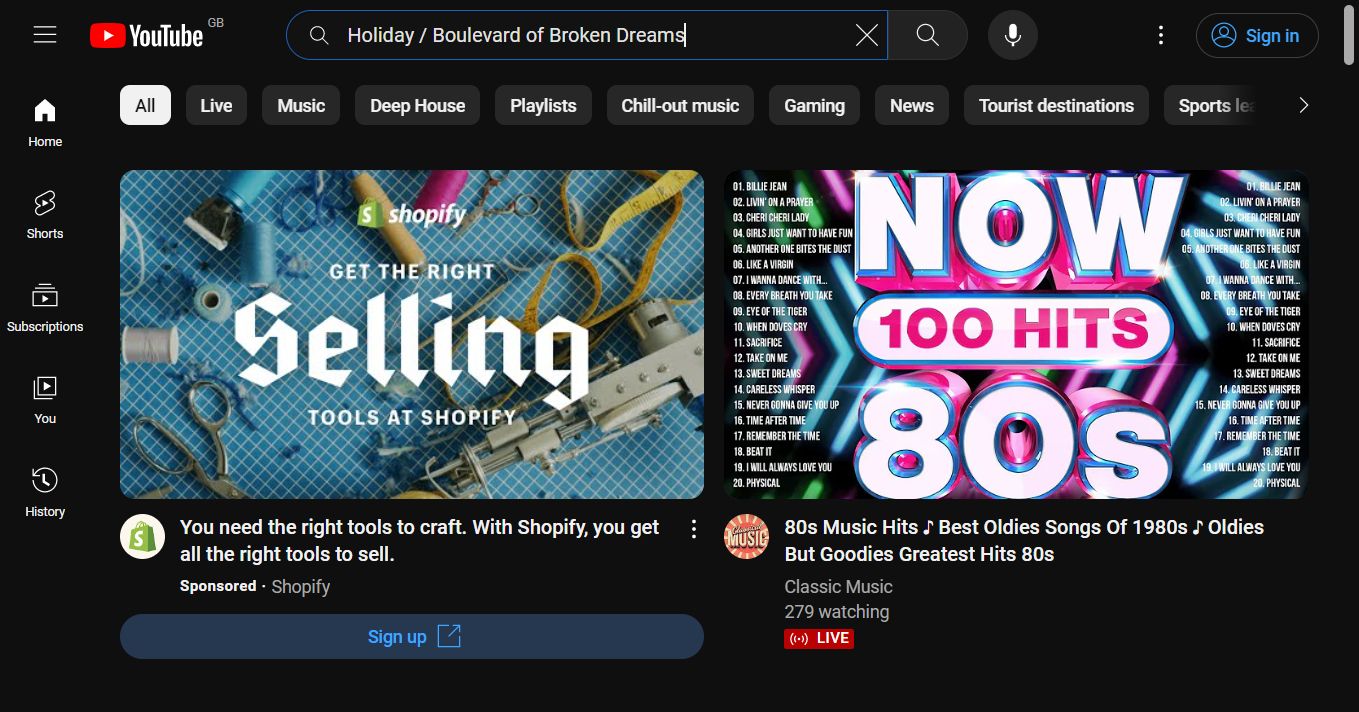 YouTube GB
Holiday / Boulevard of Broken Dreams
Sign in
All
Live
Music
Deep House
Playlists
Chill-out music
Gaming
News
Tourist destinations
Sports
Home
Shorts
Subscriptions
You
History
shopify
GET THE RIGHT
Selling
TOOLS AT SHOPIFY
You need the right tools to craft. With Shopify, you get
all the right tools to sell.
Sponsored · Shopify
Sign up
01. BILLIE JEAN
02. LIVIN' ON A PRAYER
03. CHERI CHERI LADY
04. GIRLS JUST WANT TO HAVE FUN
05. ANOTHER ONE BITES THE DUST
06. LIKE A VIRGIN
07. I WANNA DANCE WITH...
08. EVERY BREATH YOU TAKE
09. EYE OF THE TIGER
10. WHEN DOVES CRY
11. SACRIFICE
12. TAKE ON ME
13. SWEET DREAMS
14. CARELESS WHISPER
15. NEVER GONNA GIVE YOU UP
16. TIME AFTER TIME
17. REMEMBER THE TIME
18. BEAT IT
19. I WILL ALWAYS LOVE YOU
20. PHYSICAL
NOW
100 HITS
80s
01. BILLIE JEAN
02. LIVIN' ON A PRAYER
03. CHERI CHERI LADY
04. GIRLS JUST WANT TO HAVE FUN
05. ANOTHER ONE BITES THE DUST
06. LIKE A VIRGIN
07. I WANNA DANCE WITH...
08. EVERY BREATH YOU TAKE
09. EYE OF THE TIGER
10. WHEN DOVES CRY
11. SACRIFICE
12. TAKE ON ME
13. SWEET DREAMS
14. CARELESS WHISPER
15. NEVER GONNA GIVE YOU UP
16. TIME AFTER TIME
17. REMEMBER THE TIME
18. BEAT IT
19. I WILL ALWAYS LOVE YOU
20. PHYSICAL
Classical
MUSIC
80s Music Hits ♪ Best Oldies Songs Of 1980s ♪ Oldies
But Goodies Greatest Hits 80s
Classic Music
279 watching
LIVE